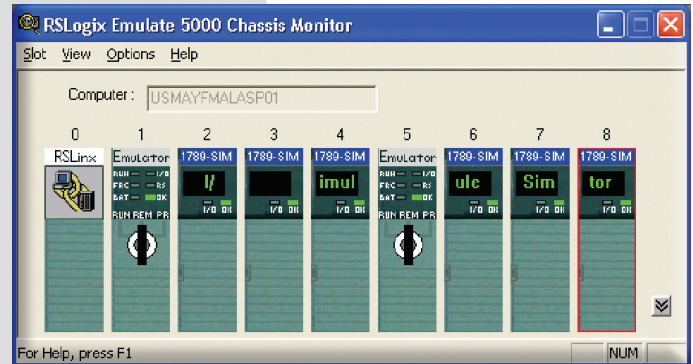 RSLogix Emulate 5000 Chassis Monitor
Slot View Options Help
Computer : USMAYFMALASP01
0 1 2 3 4 5 6 7 8
RSLinx Emulator 1789-SIM 1789-SIM 1789-SIM Emulator 1789-SIM 1789-SIM 1789-SIM
RUN I/O RUN I/O
FRC RS I/ imul FRC RS ule Sim tor
BAT OK I/O OK I/O OK I/O OK BAT OK I/O OK I/O OK I/O OK
RUN REM PR RUN REM PR
For Help, press F1 NUM